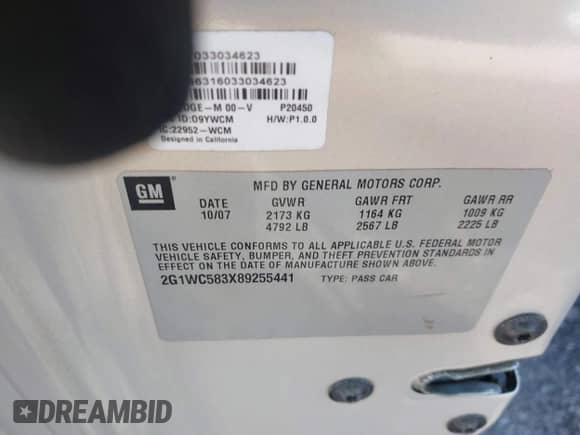 033034623
6316033034623
GE-M 00-V P20450
ID:D9YWCM H/W:P1.0.0
IC:22952-WCM
Designed in California
GM
MFD BY GENERAL MOTORS CORP.
DATE GVWR GAWR FRT GAWR RR
10/07 2173 KG 1164 KG 1009 KG
4792 LB 2567 LB 2225 LB
THIS VEHICLE CONFORMS TO ALL APPLICABLE U.S. FEDERAL MOTOR
VEHICLE SAFETY, BUMPER, AND THEFT PREVENTION STANDARDS IN
EFFECT ON THE DATE OF MANUFACTURE SHOWN ABOVE.
2G1WC583X89255441 TYPE: PASS CAR
DREAMBID